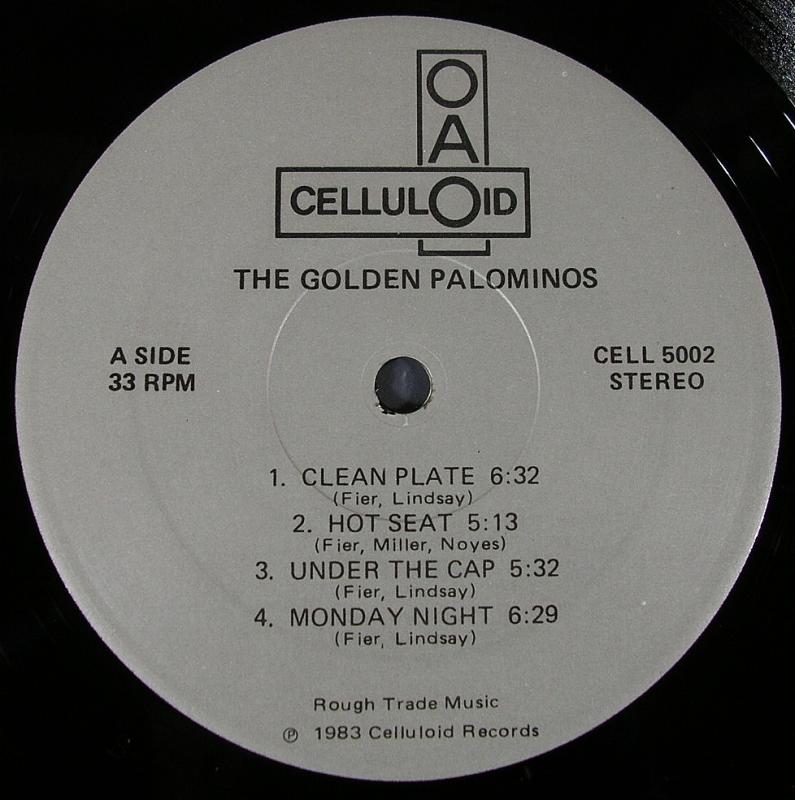 OAO
CELLULOID
THE GOLDEN PALOMINOS
A SIDE
33 RPM
CELL 5002
STEREO
1. CLEAN PLATE 6:32
(Fier, Lindsay)
2. HOT SEAT 5:13
(Fier, Miller, Noyes)
3. UNDER THE CAP 5:32
(Fier, Lindsay)
4. MONDAY NIGHT 6:29
(Fier, Lindsay)
Rough Trade Music
℗ 1983 Celluloid Records